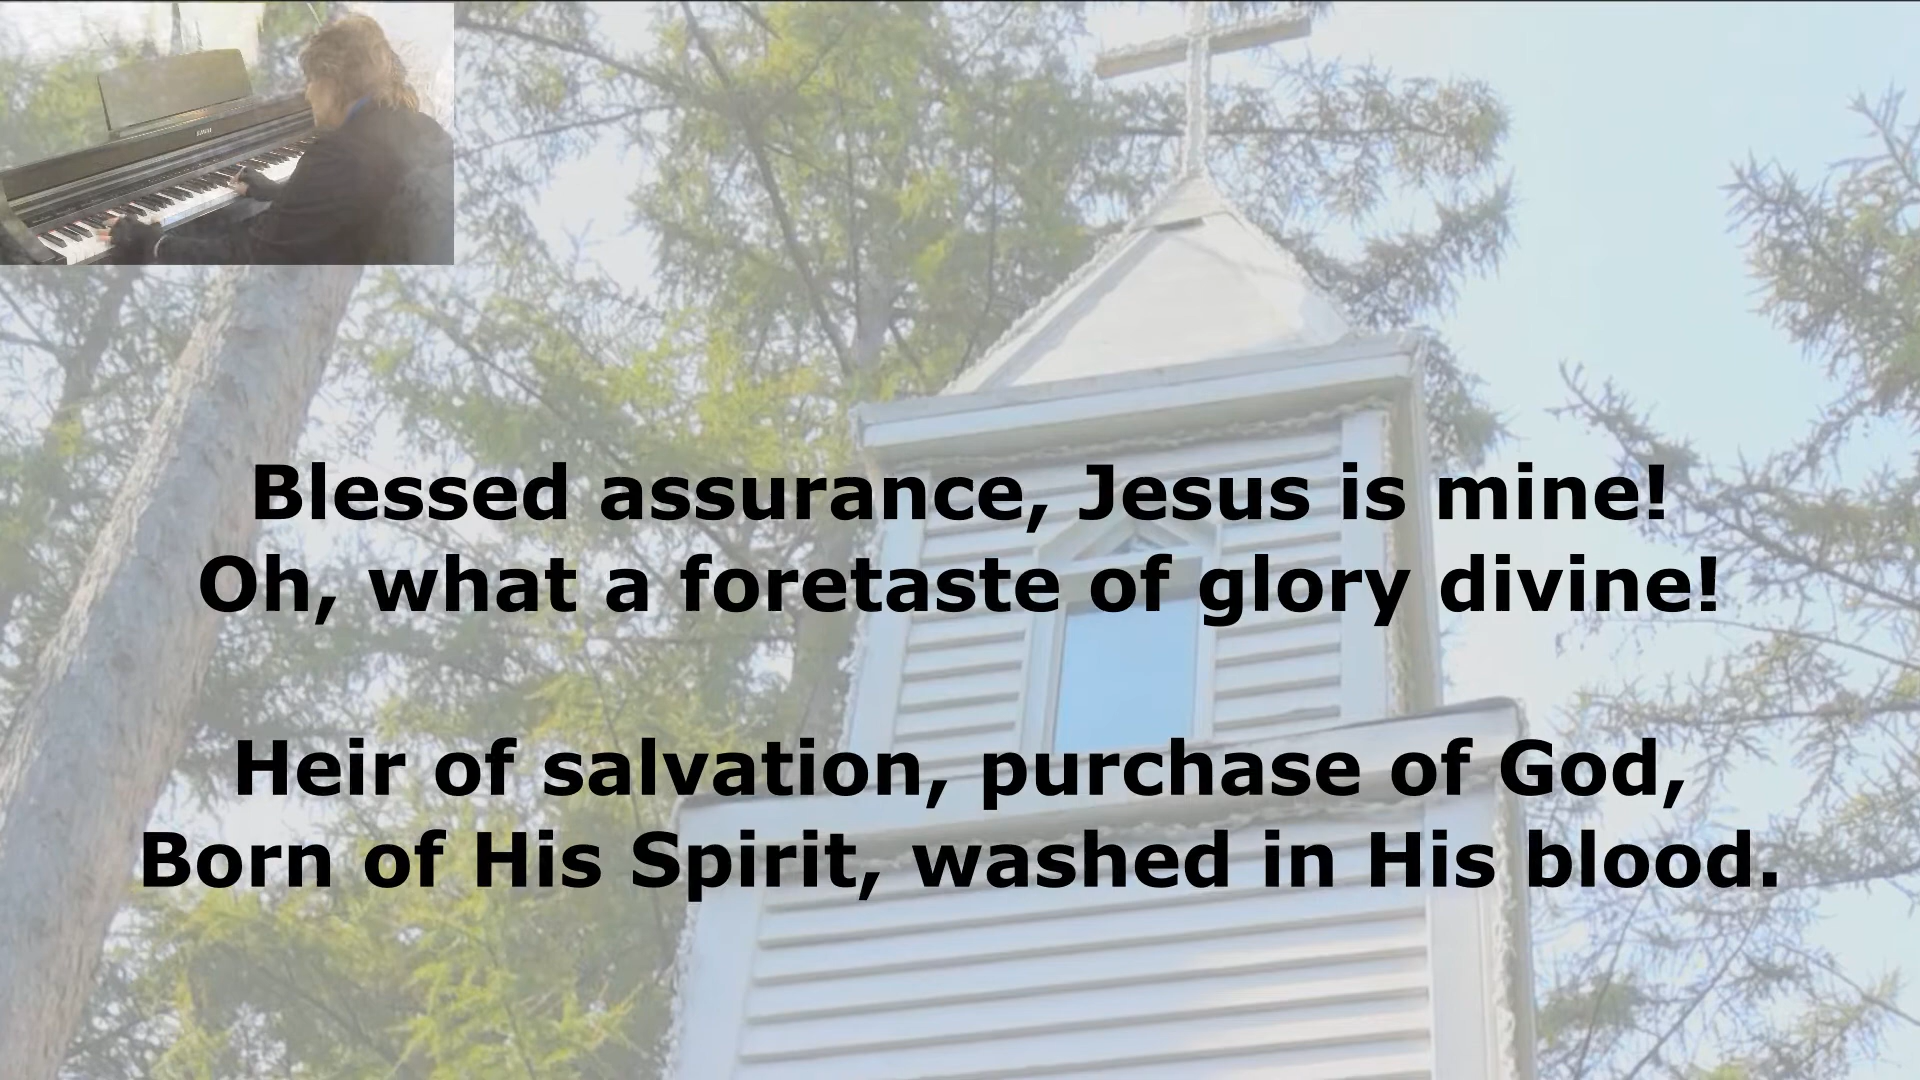 Blessed assurance, Jesus is mine!
Oh, what a foretaste of glory divine!
Heir of salvation, purchase of God,
Born of His Spirit, washed in His blood.